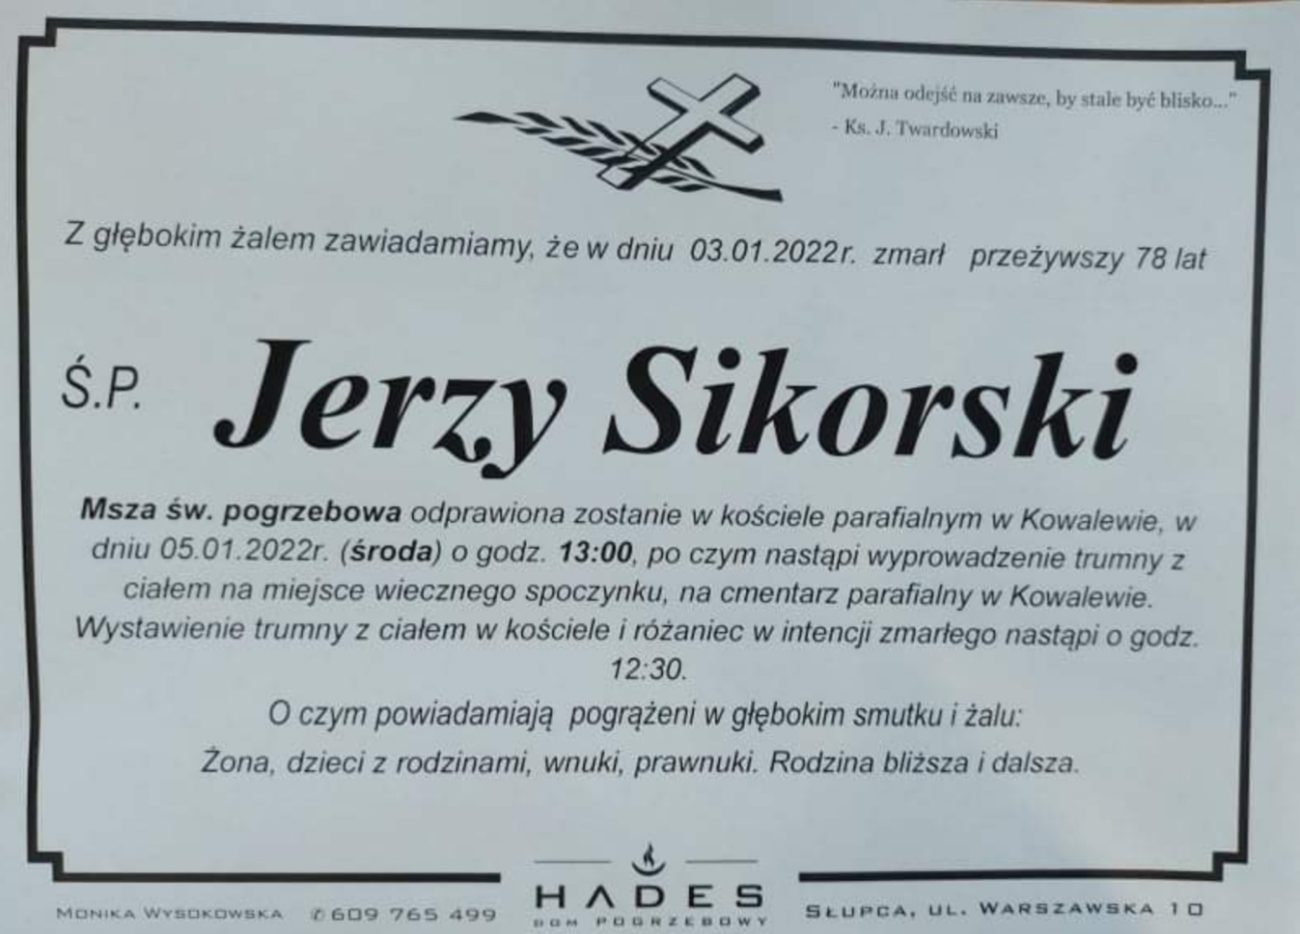 "Można odejść na zawsze, by stale być blisko..."
- Ks. J. Twardowski
Z głębokim żalem zawiadamiamy, że w dniu 03.01.2022r. zmarł przeżywszy 78 lat
Ś.P. Jerzy Sikorski
Msza św. pogrzebowa odprawiona zostanie w kościele parafialnym w Kowalewie, w
dniu 05.01.2022r. (środa) o godz. 13:00, po czym nastąpi wyprowadzenie trumny z
ciałem na miejsce wiecznego spoczynku, na cmentarz parafialny w Kowalewie.
Wystawienie trumny z ciałem w kościele i różaniec w intencji zmarłego nastąpi o godz.
12:30.
O czym powiadamiają pogrążeni w głębokim smutku i żalu:
Żona, dzieci z rodzinami, wnuki, prawnuki. Rodzina bliższa i dalsza.
HADES
DOM POGRZEBOWY
MONIKA WYSOKOWSKA ✆609 765 499
SŁUPCA, UL. WARSZAWSKA 10